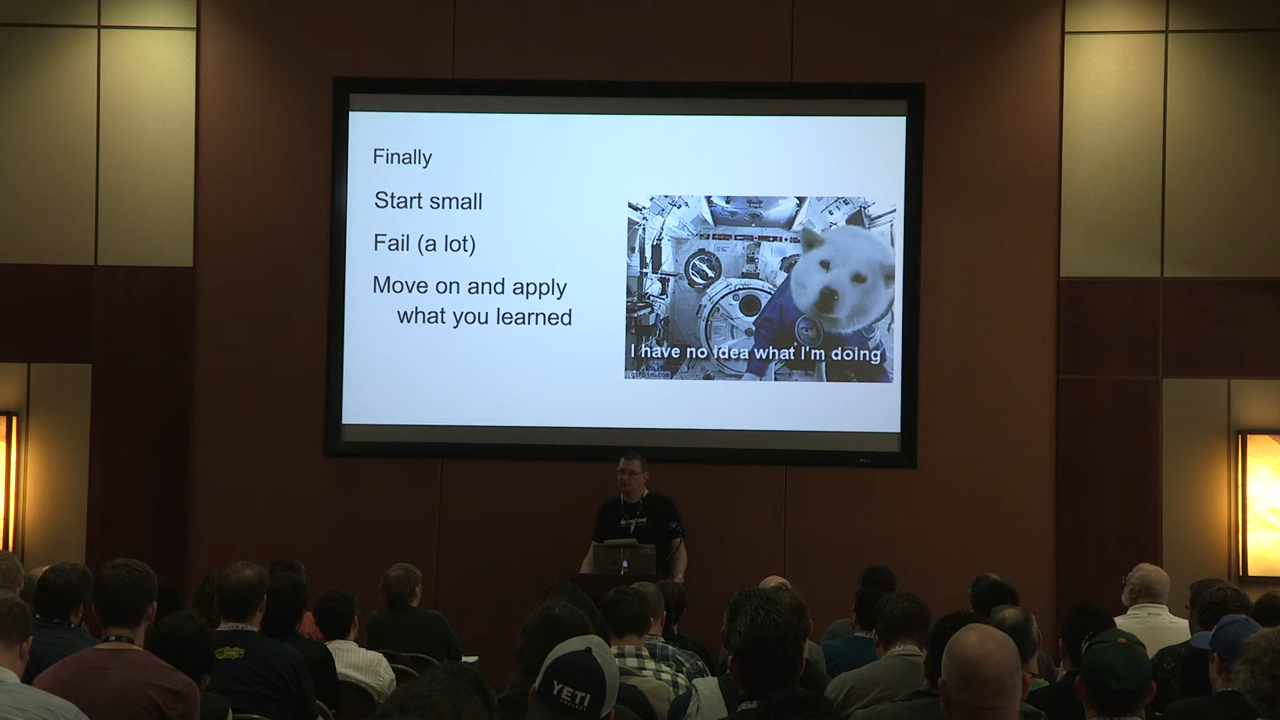 Finally
Start small
Fail (a lot)
Move on and apply
what you learned
I have no idea what I'm doing
YETI